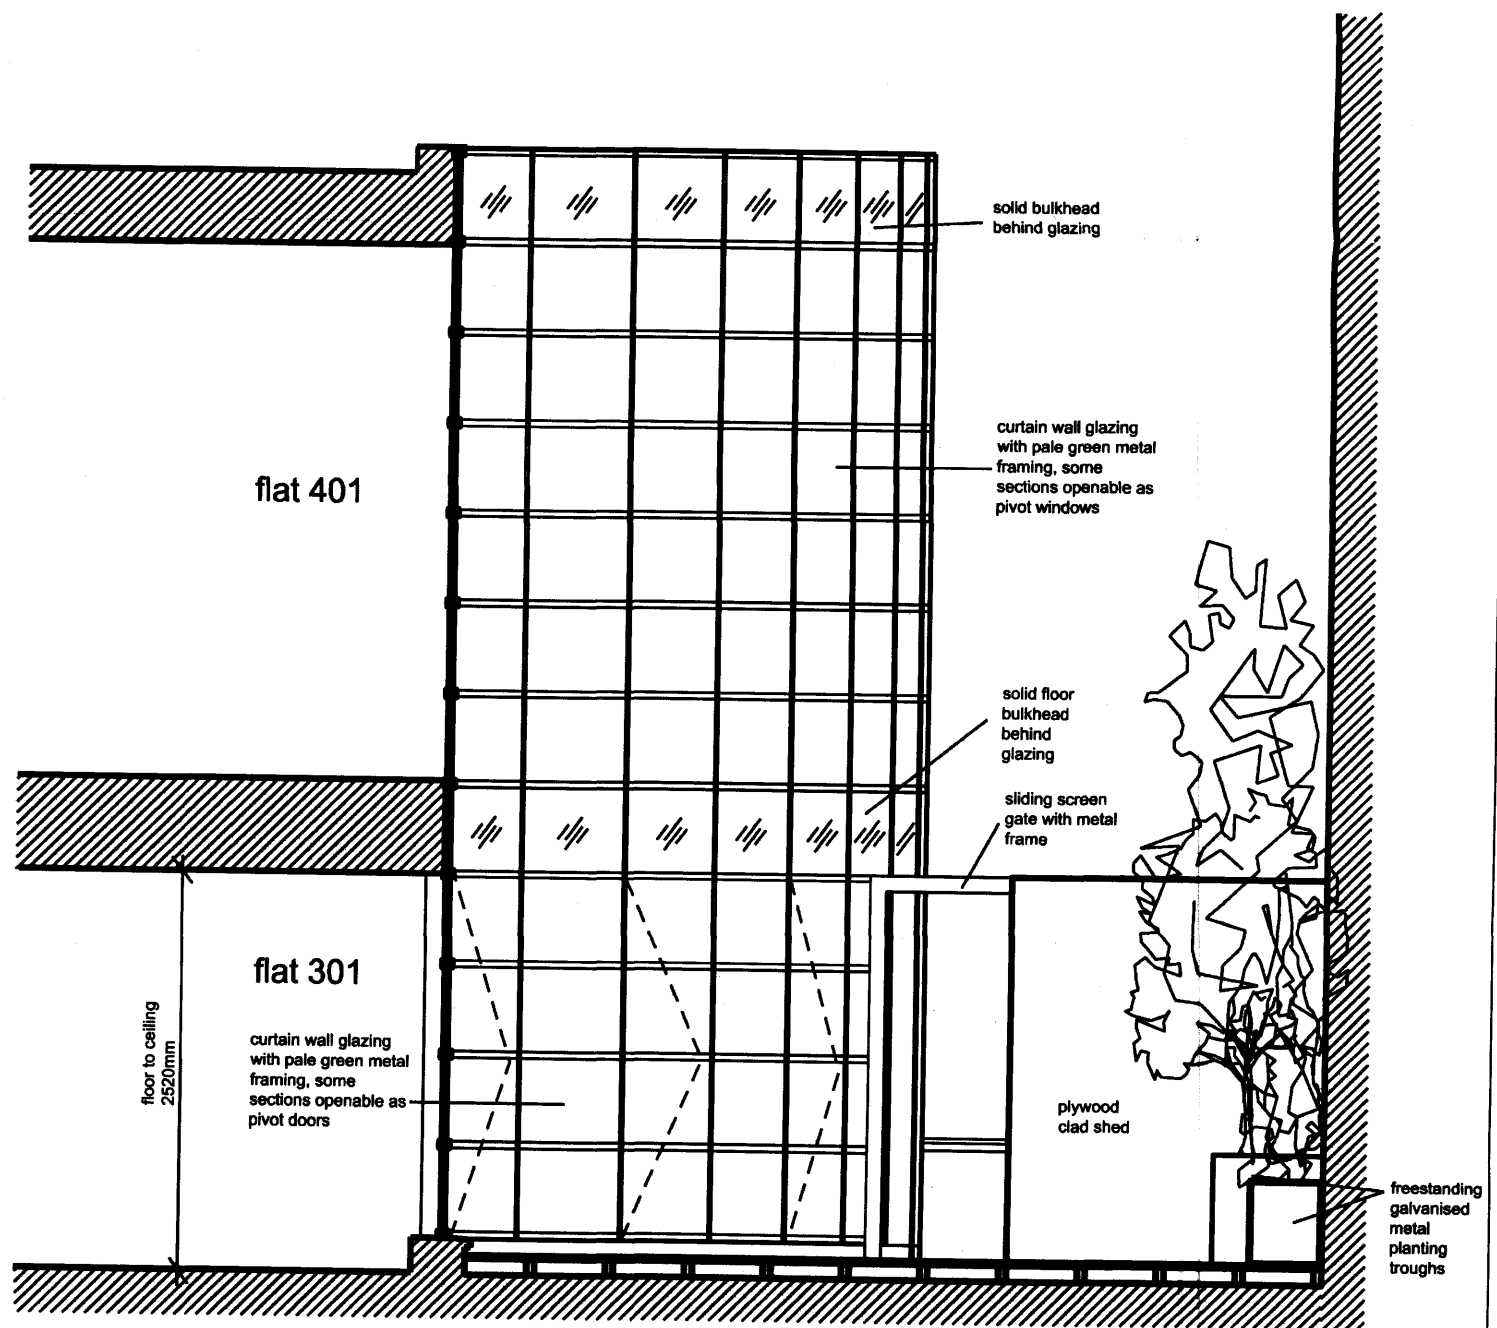 solid bulkhead
behind glazing
curtain wall glazing
with pale green metal
framing, some
sections openable as
pivot windows
flat 401
solid floor
bulkhead
behind
glazing
sliding screen
gate with metal
frame
flat 301
floor to ceiling
2520mm
curtain wall glazing
with pale green metal
framing, some
sections openable as
pivot doors
plywood
clad shed
freestanding
galvanised
metal
planting
troughs